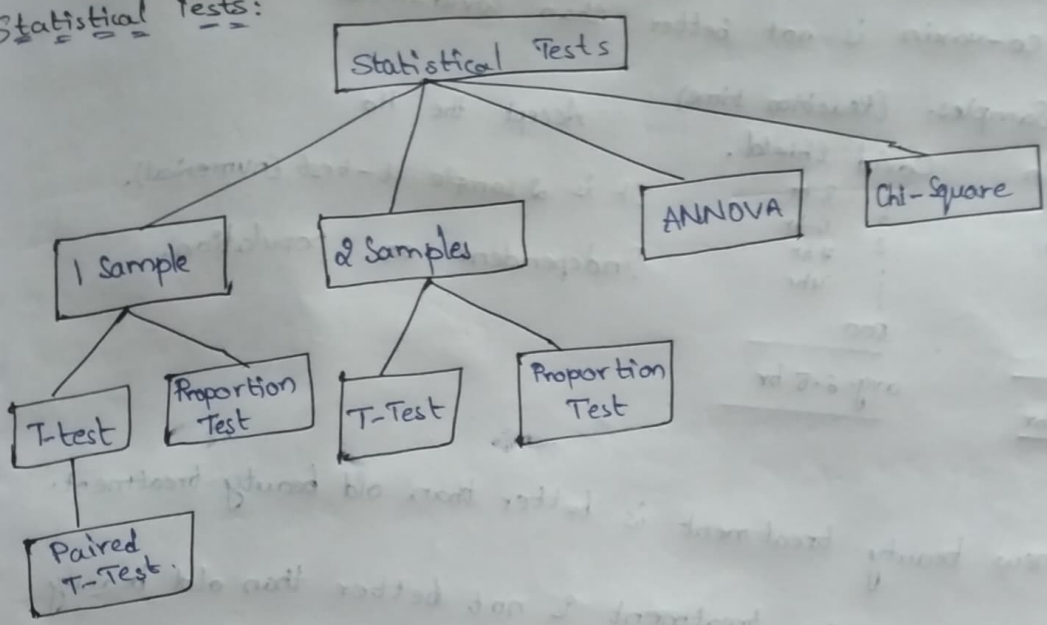 Statistical Tests:
Statistical Tests
1 Sample
2 Samples
ANNOVA
Chi-Square
T-test
Proportion
Test
T-Test
Proportion
Test
Paired
T-Test.